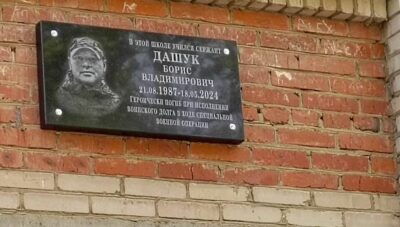 В ЭТОЙ ШКОЛЕ УЧИЛСЯ СЕРЖАНТ
ДАЩУК
БОРИС
ВЛАДИМИРОВИЧ
21.08.1987-18.03.2024
ГЕРОИЧЕСКИ ПОГИБ ПРИ ИСПОЛНЕНИИ
ВОИНСКОГО ДОЛГА В ХОДЕ СПЕЦИАЛЬНОЙ
ВОЕННОЙ ОПЕРАЦИИ